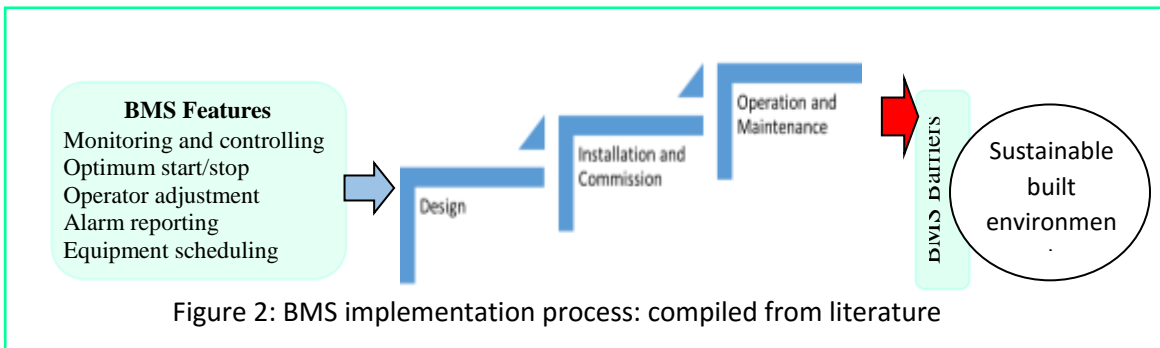 BMS Features
Monitoring and controlling
Optimum start/stop
Operator adjustment
Alarm reporting
Equipment scheduling
Design
Installation and
Commission
Operation and
Maintenance
BMS Barriers
Sustainable
built
environmen
Figure 2: BMS implementation process: compiled from literature